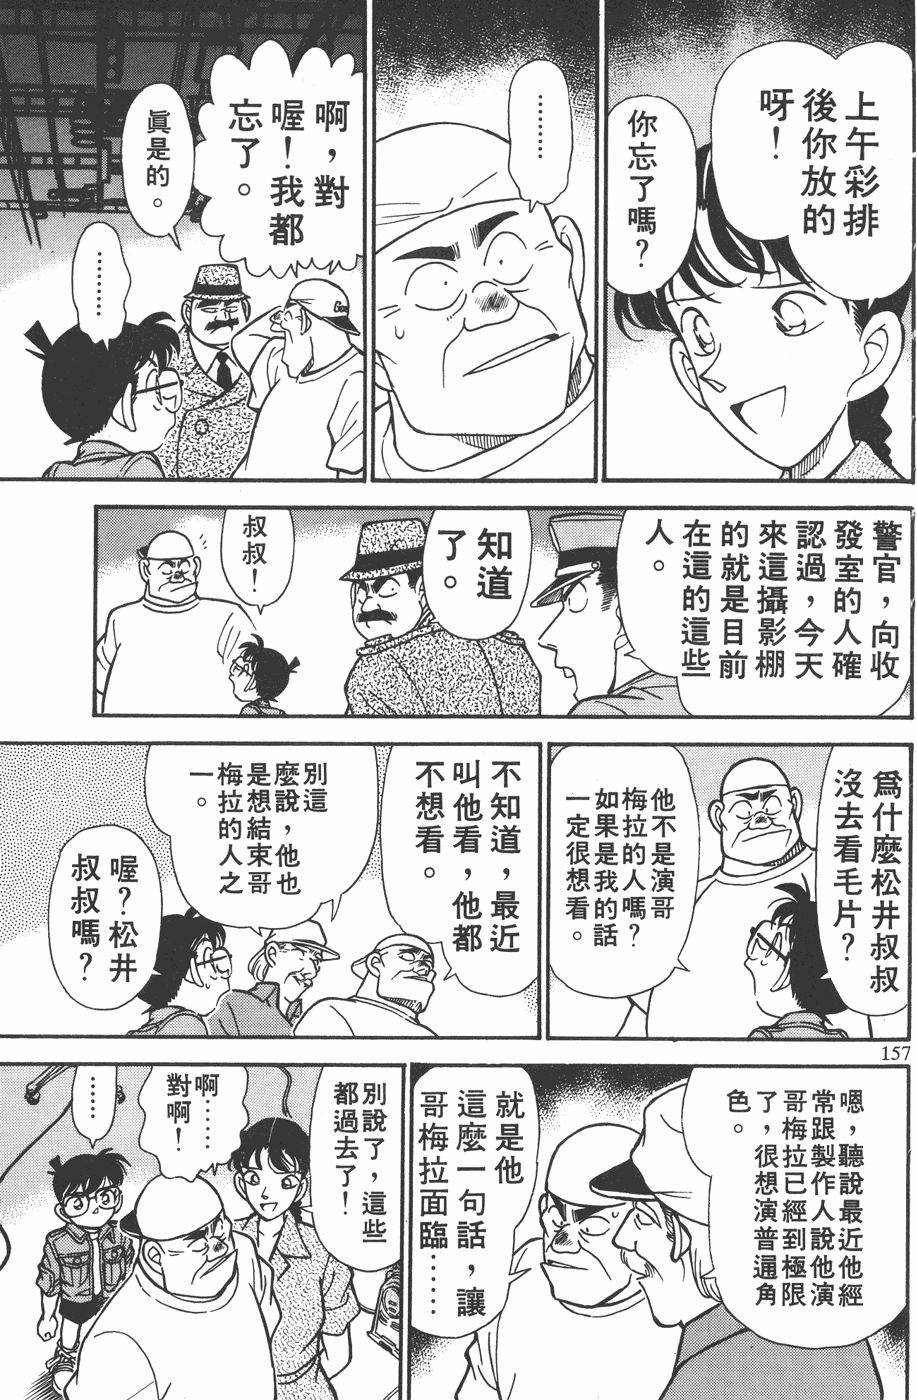 上午彩排
後你放的
呀！
你忘了嗎？
⋯⋯
啊，對
喔！我都
忘了。
眞是的。
⋯⋯
警官，向收
發室的人確
認過，今天
來這攝影棚
的就是目前
在這的這些
人。
知道
了。
叔叔！
爲什麼松井叔叔
沒去看毛片？
他不是演哥
梅拉的人嗎？
如果是我的話
一定很想看。
不知道，最近
叫他看，他都
不想看。
別這
麼說，他也
是想結束哥
梅拉的人之
一。
喔？松井
叔叔嗎？
嗯，聽說最近他經
常跟製作人說他演
哥梅拉已經到極限
了，很想演普通角
色。
就是他
這麼一句話，讓
哥梅拉面臨⋯⋯
別說了，這些
都過去了！
啊⋯⋯
對啊！
⋯⋯
157